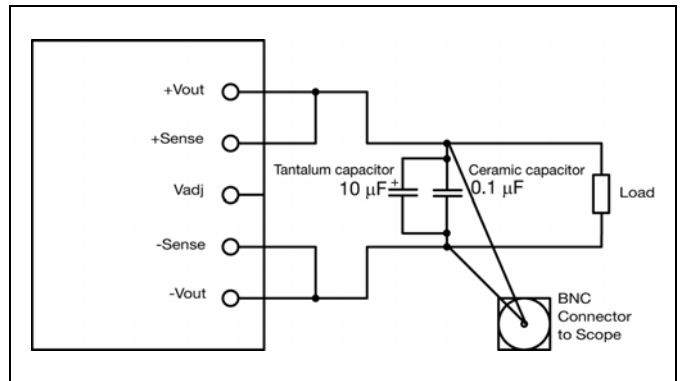 +Vout
+Sense
Vadj
-Sense
-Vout
Tantalum capacitor
10 μF
+
Ceramic capacitor
0.1 μF
Load
BNC
Connector
to Scope